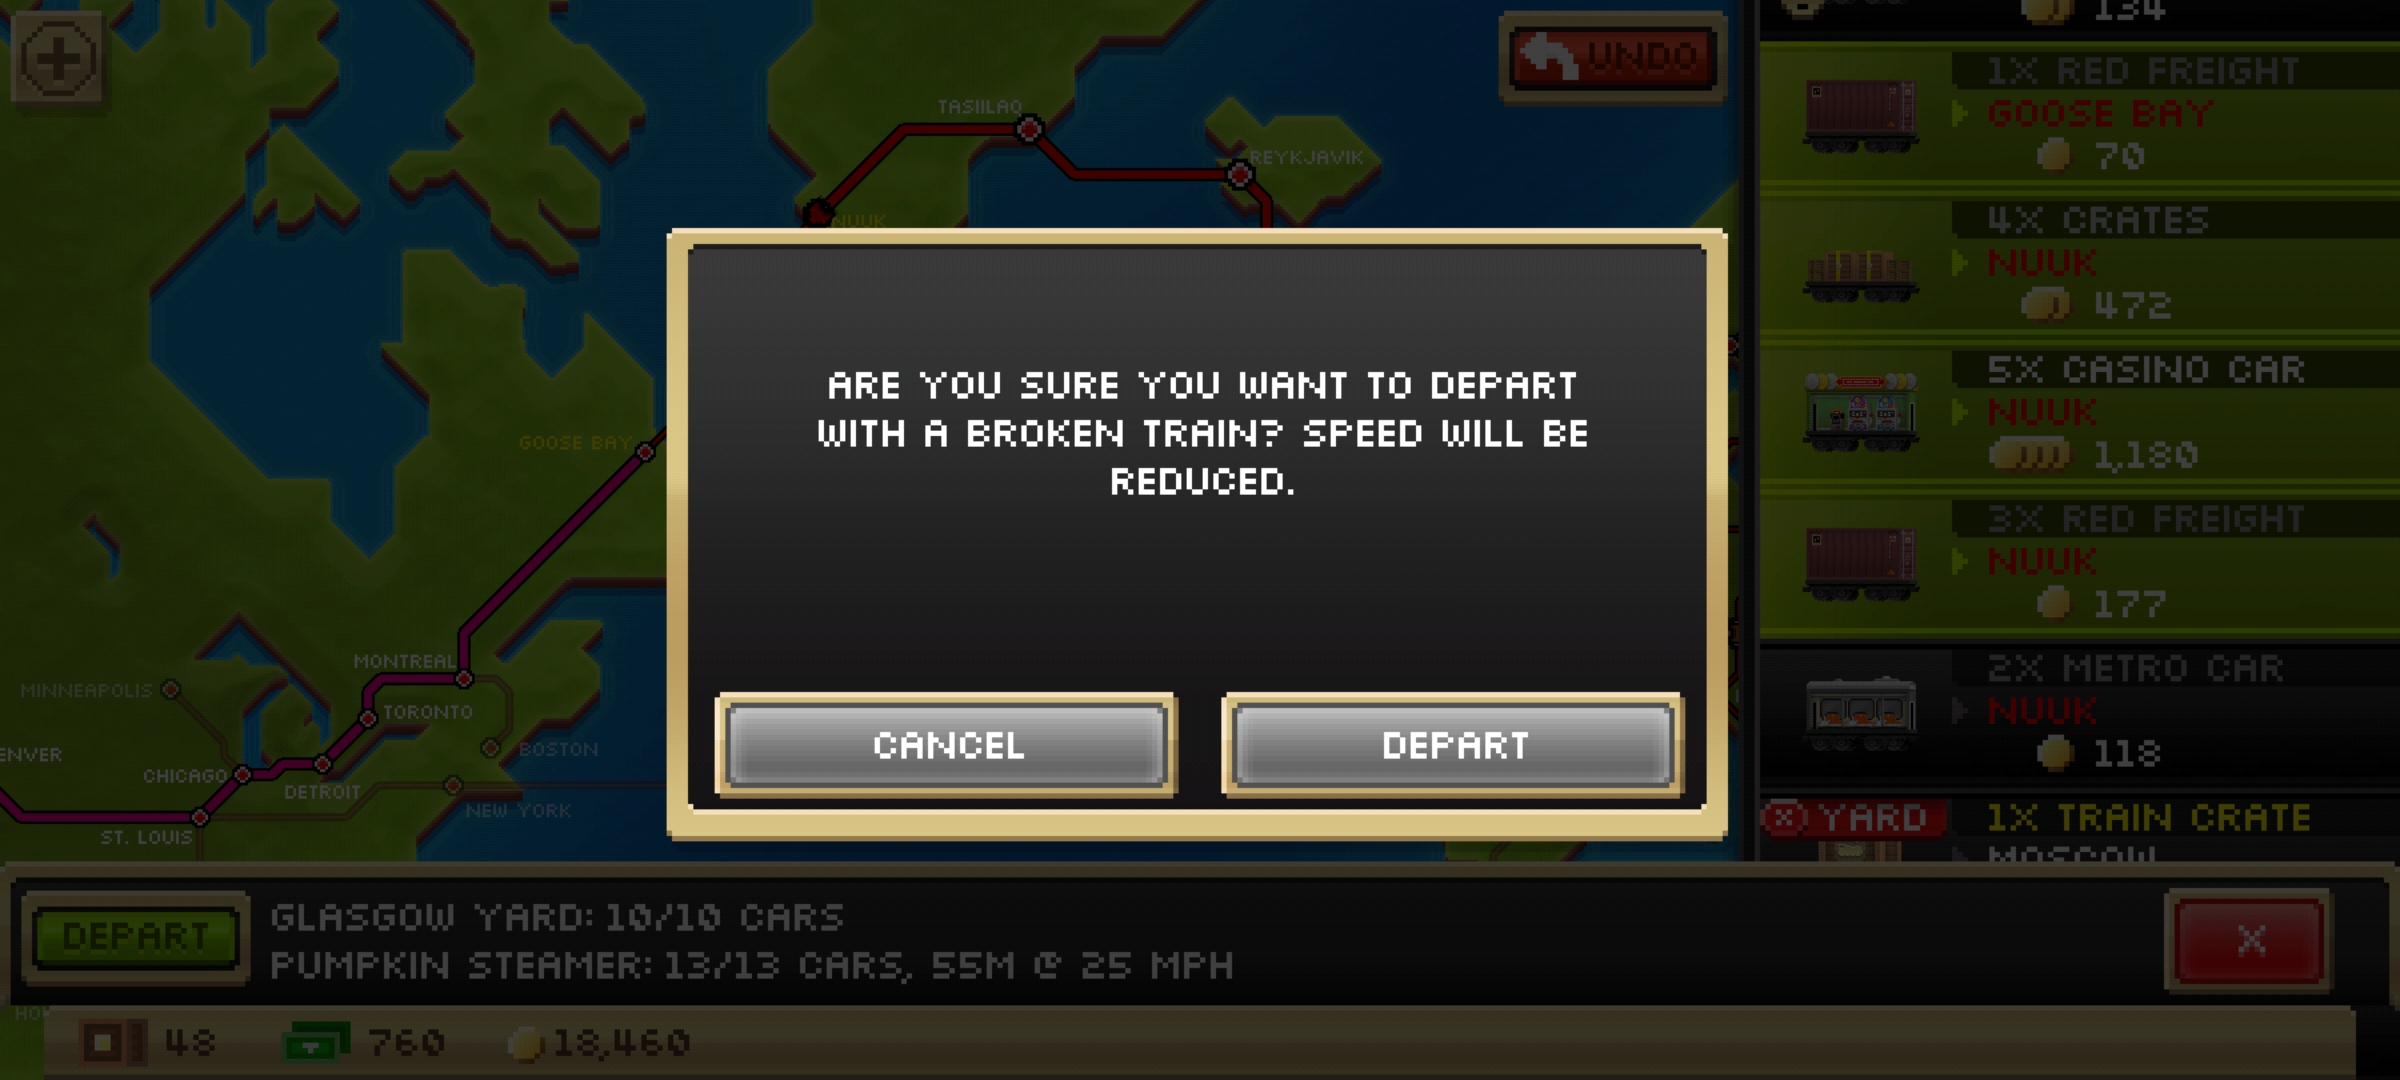 UNDO
TASIILAQ
REYKJAVIK
NUUK
GOOSE BAY
MONTREAL
MINNEAPOLIS
TORONTO
BOSTON
ENVER
CHICAGO
DETROIT
NEW YORK
ST. LOUIS
134
1X RED FREIGHT
GOOSE BAY
70
4X CRATES
NUUK
472
5X CASINO CAR
NUUK
1,180
3X RED FREIGHT
NUUK
177
2X METRO CAR
NUUK
118
X YARD
1X TRAIN CRATE
MOSCOW
ARE YOU SURE YOU WANT TO DEPART
WITH A BROKEN TRAIN? SPEED WILL BE
REDUCED.
CANCEL
DEPART
DEPART
GLASGOW YARD: 10/10 CARS
PUMPKIN STEAMER: 13/13 CARS, 55M @ 25 MPH
X
HO
48
760
18,460